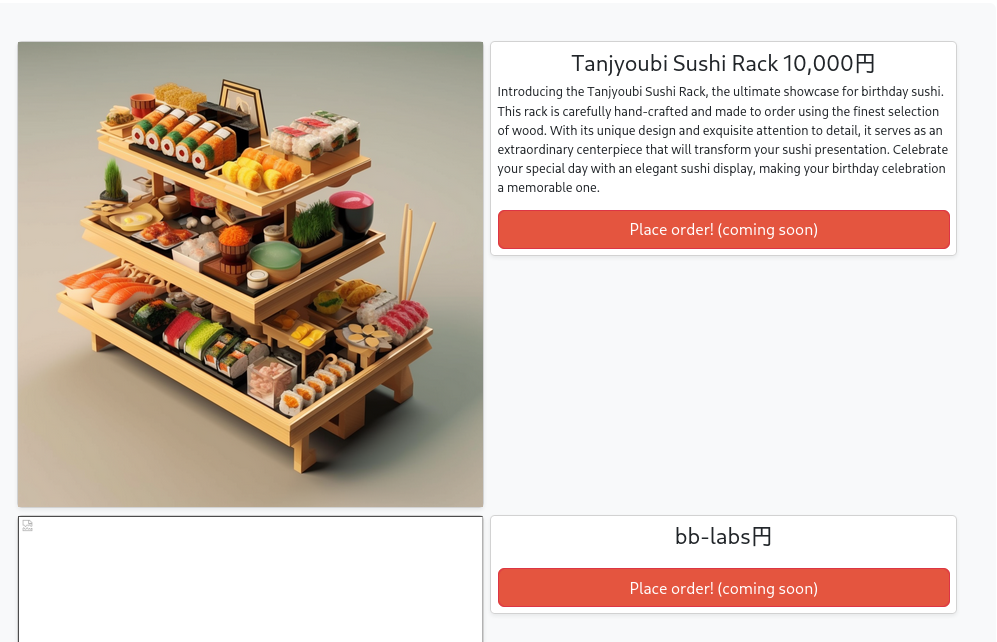 Tanjyoubi Sushi Rack 10,000円
Introducing the Tanjyoubi Sushi Rack, the ultimate showcase for birthday sushi.
This rack is carefully hand-crafted and made to order using the finest selection
of wood. With its unique design and exquisite attention to detail, it serves as an
extraordinary centerpiece that will transform your sushi presentation. Celebrate
your special day with an elegant sushi display, making your birthday celebration
a memorable one.
Place order! (coming soon)
bb-labs円
Place order! (coming soon)